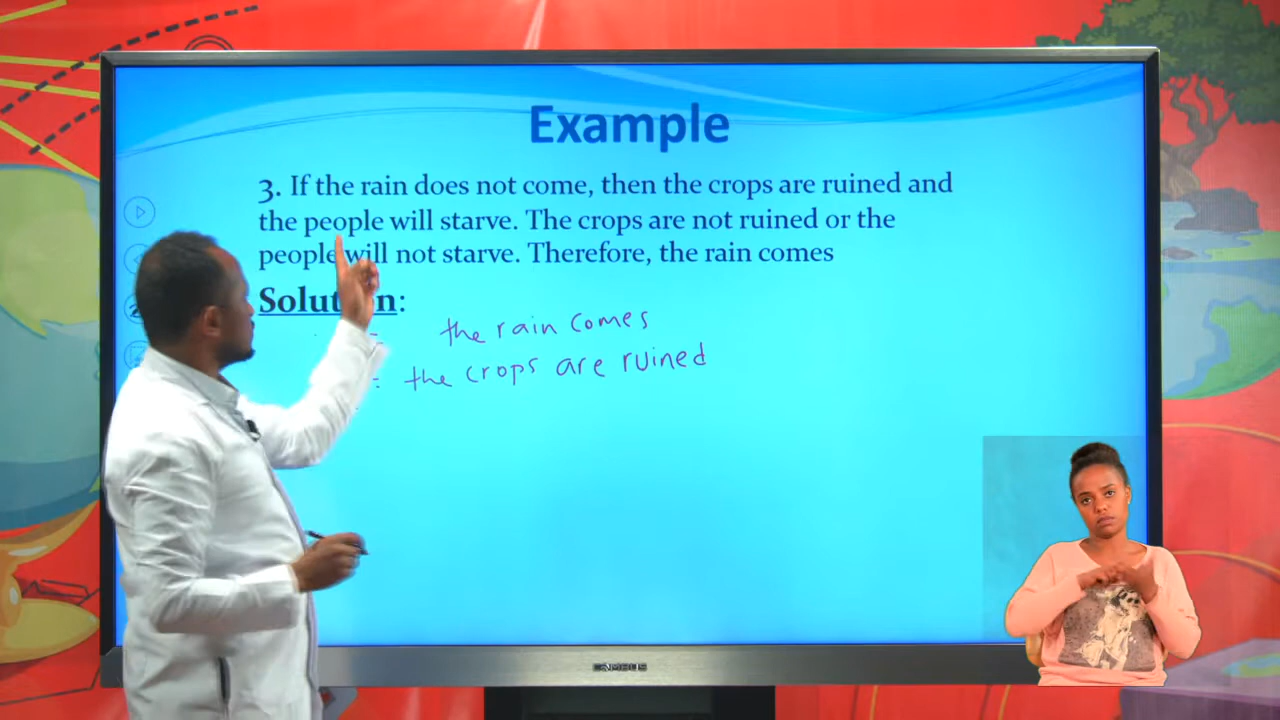 Example
3. If the rain does not come, then the crops are ruined and
the people will starve. The crops are not ruined or the
people will not starve. Therefore, the rain comes
Solution:
the rain comes
= the crops are ruined